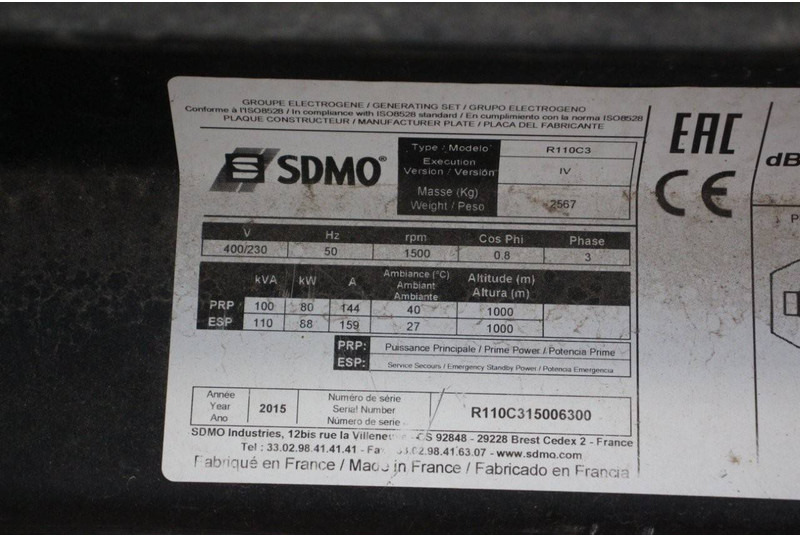 GROUPE ELECTROGENE / GENERATING SET / GRUPO ELECTROGENO
Conforme à l'ISO8528 / In compliance with ISO8528 standard / En cumplimiento con la norma ISO8528
PLAQUE CONSTRUCTEUR / MANUFACTURER PLATE / PLACA DEL FABRICANTE
SDMO®
Type / Modelo R110C3
Execution
Version / Versión IV
Masse (Kg)
Weight / Peso 2567
V Hz rpm Cos Phi Phase
400/230 50 1500 0.8 3
kVA kW A Ambiance (°C) Ambiant Ambiante Altitude (m) Altura (m)
PRP 100 80 144 40 1000
ESP 110 88 159 27 1000
PRP: Puissance Principale / Prime Power / Potencia Prime
ESP: Service Secours / Emergency Standby Power / Potencia Emergencia
Année
Year
Ano
2015
Numéro de série
Serial Number
Número de serie
R110C315006300
SDMO Industries, 12bis rue la CS 92848 - 29228 Brest Cedex 2 - France
Tel : 33.02.98.41.41.41 - .02.98.41.63.07 - www.sdmo.com
Fabriqué en France / Made in France / Fabricado en Francia
EAC
CE
dB
P